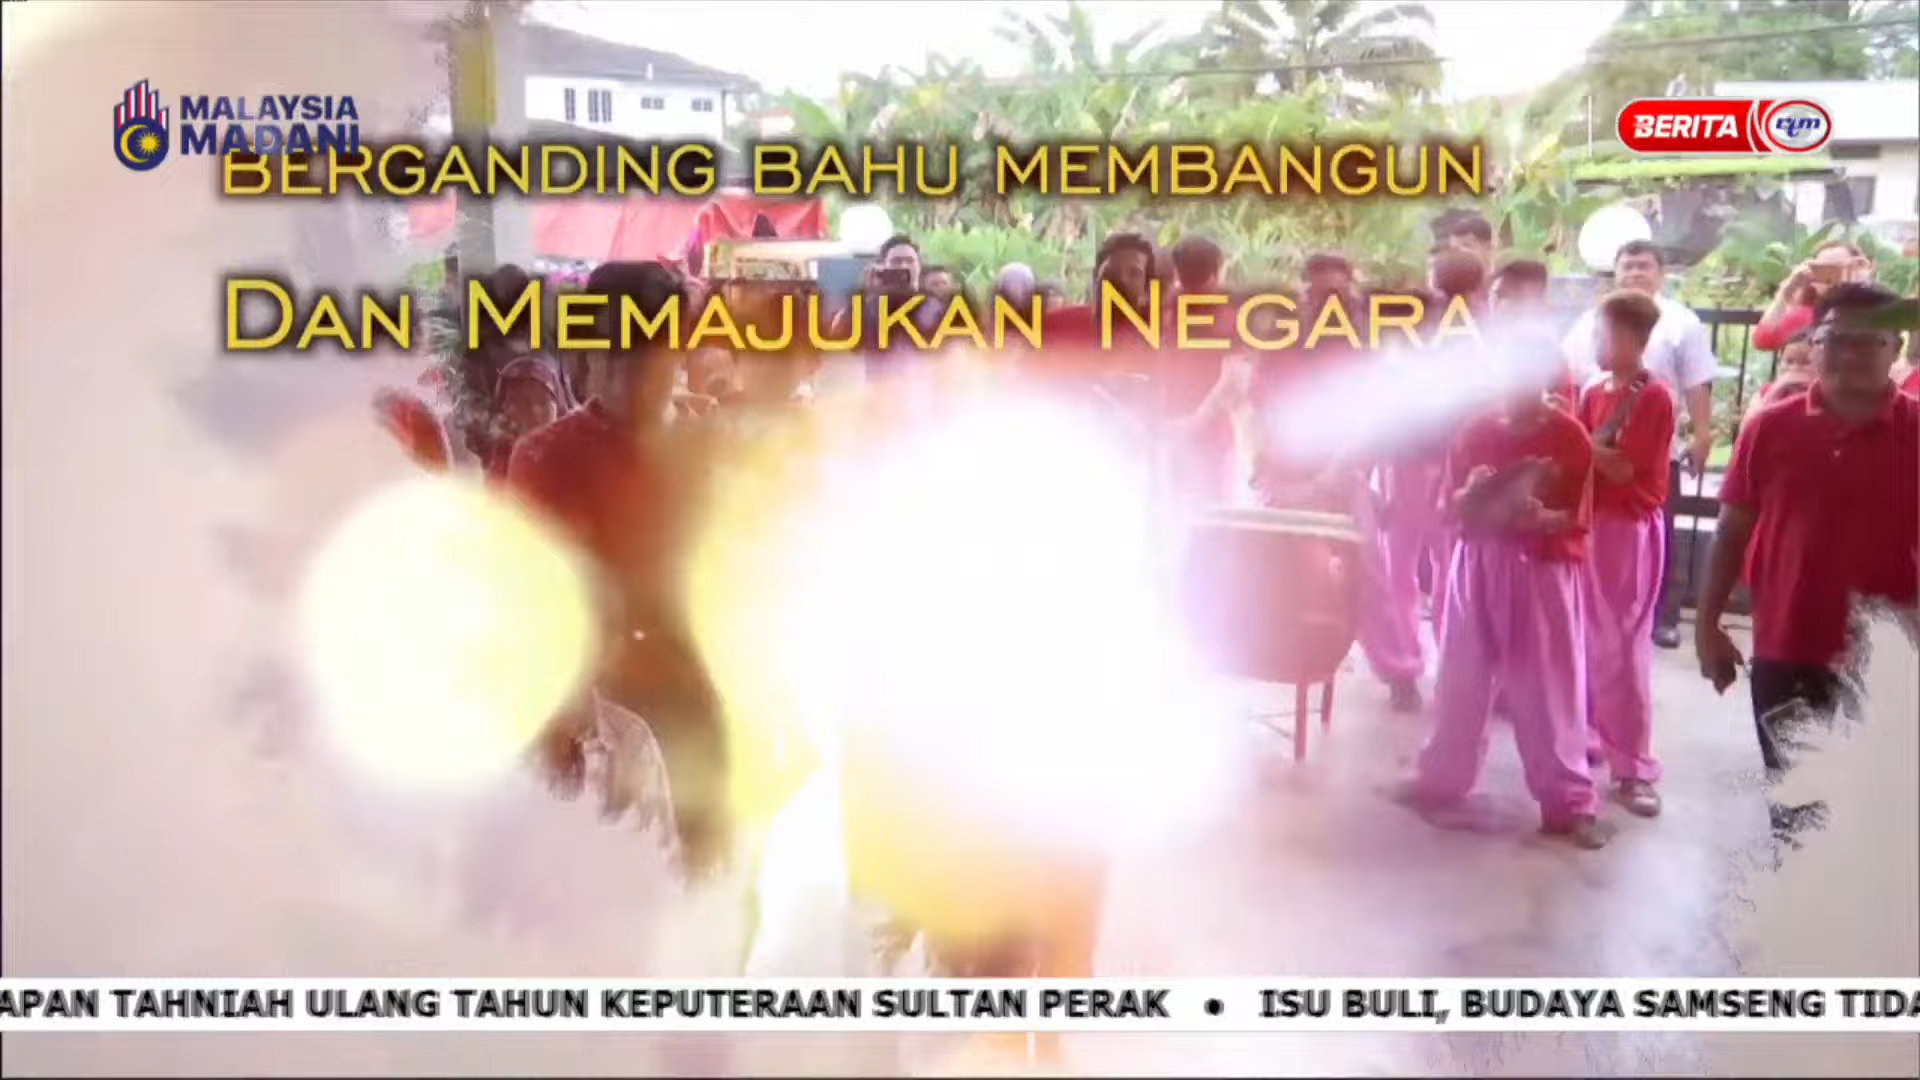 MALAYSIA
MADANI
BERITA rtm
BERGANDING BAHU MEMBANGUN
DAN MEMAJUKAN NEGARA
APAN TAHNIAH ULANG TAHUN KEPUTERAAN SULTAN PERAK • ISU BULI, BUDAYA SAMSENG TIDA